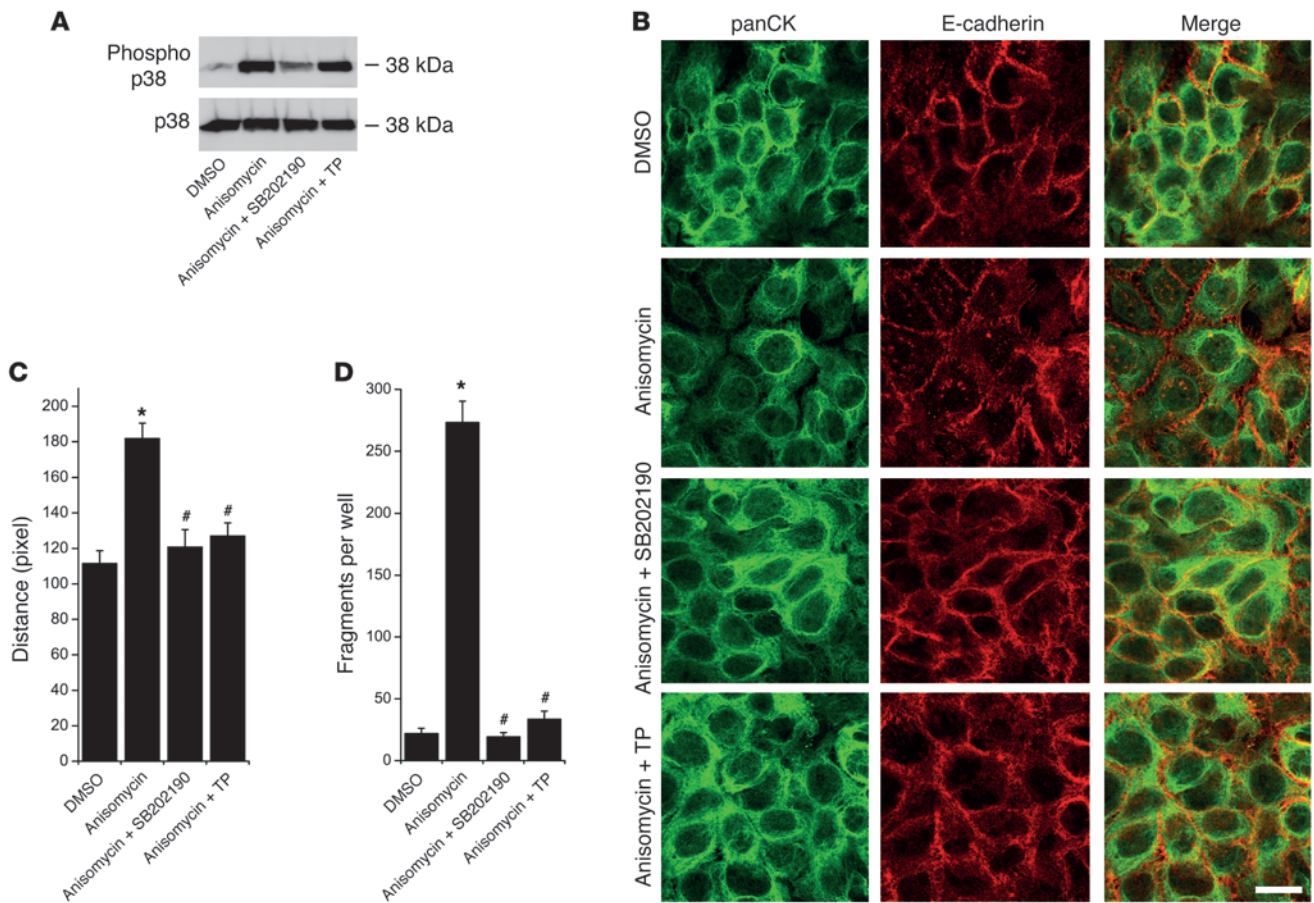 A
Phospho
p38
38 kDa
p38
38 kDa
DMSO
Anisomycin
Anisomycin + SB202190
Anisomycin + TP
B
panCK
E-cadherin
Merge
DMSO
Anisomycin
Anisomycin + SB202190
Anisomycin + TP
C
Distance (pixel)
200
180
160
140
120
100
80
60
40
20
0
*
#
#
DMSO
Anisomycin
Anisomycin + SB202190
Anisomycin + TP
D
Fragments per well
300
250
200
150
100
50
0
*
#
#
DMSO
Anisomycin
Anisomycin + SB202190
Anisomycin + TP